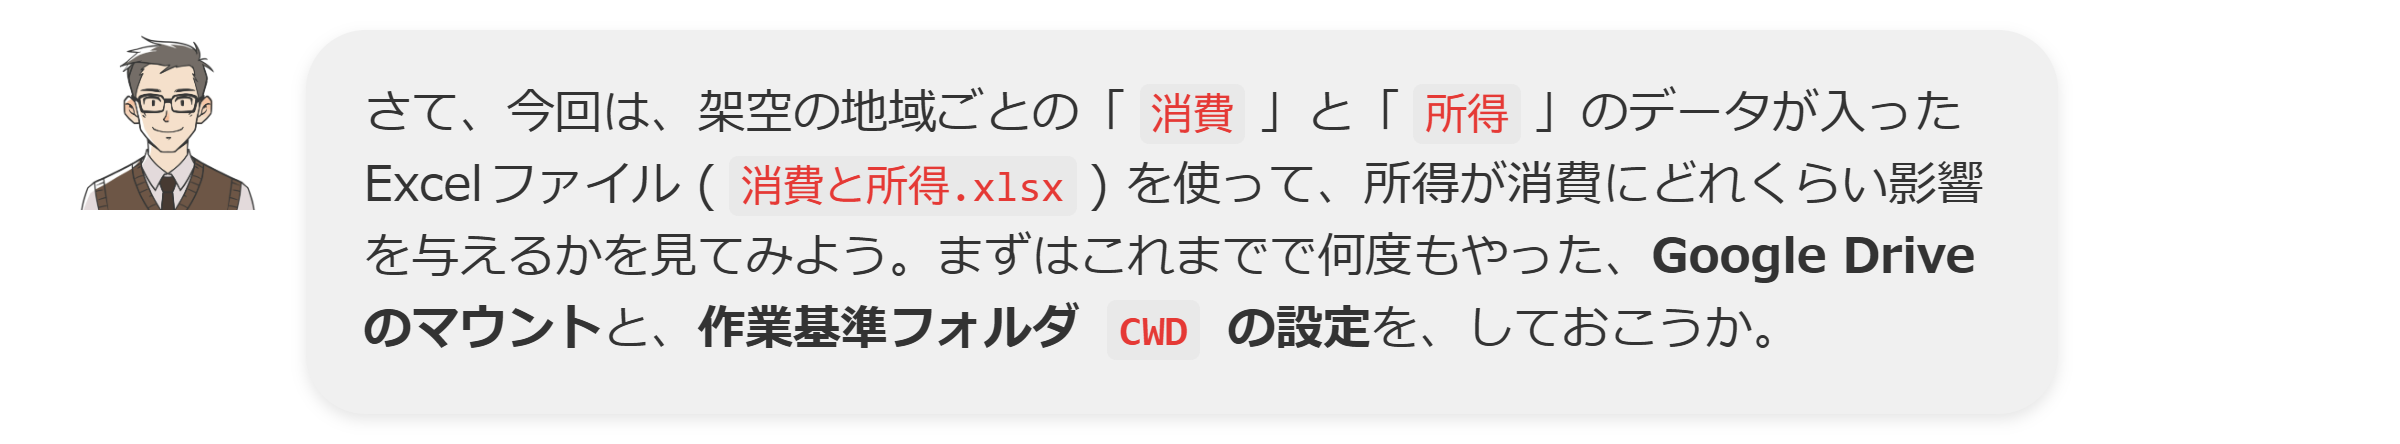 さて、今回は、架空の地域ごとの「 消費 」と「 所得 」のデータが入った
Excelファイル ( 消費と所得.xlsx ) を使って、所得が消費にどれくらい影響
を与えるかを見てみよう。まずはこれまでで何度もやった、Google Drive
のマウントと、作業基準フォルダ CWD の設定を、しておこうか。